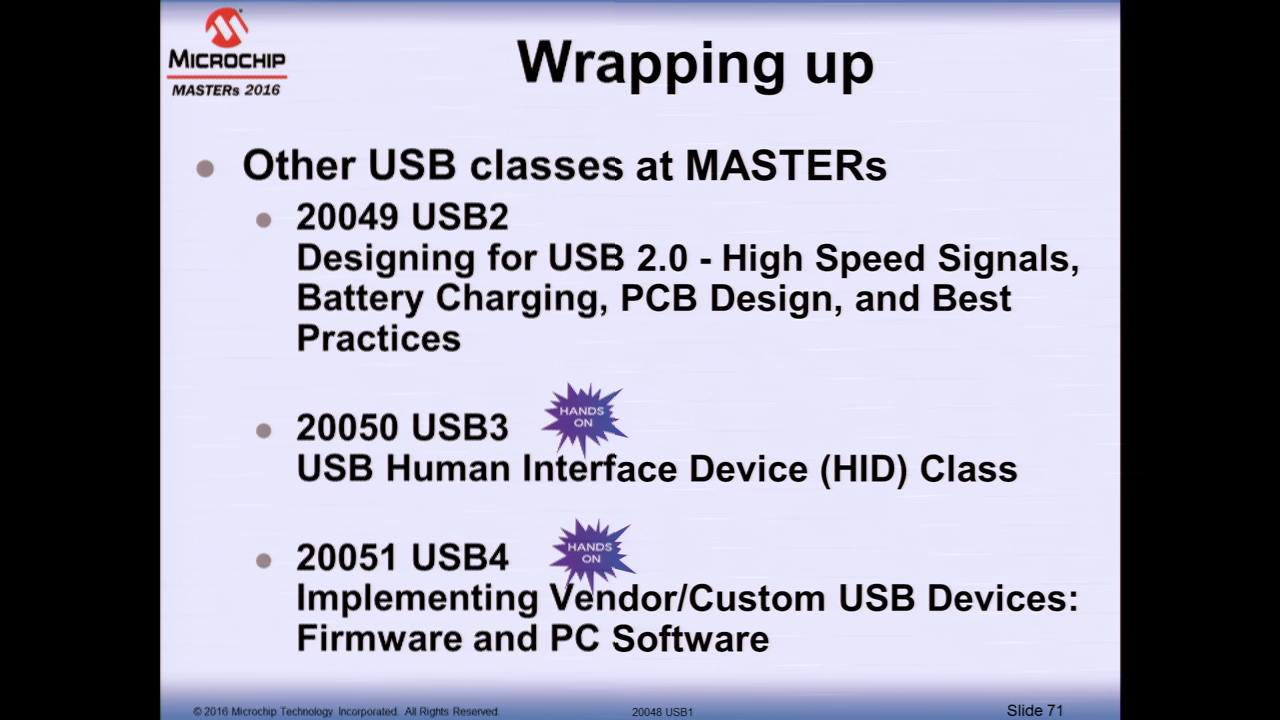 MICROCHIP
MASTERs 2016
Wrapping up
Other USB classes at MASTERs
20049 USB2
Designing for USB 2.0 - High Speed Signals,
Battery Charging, PCB Design, and Best
Practices
HANDS
ON
20050 USB3
USB Human Interface Device (HID) Class
HANDS
ON
20051 USB4
Implementing Vendor/Custom USB Devices:
Firmware and PC Software
© 2016 Microchip Technology Incorporated. All Rights Reserved.
20048 USB1
Slide 71